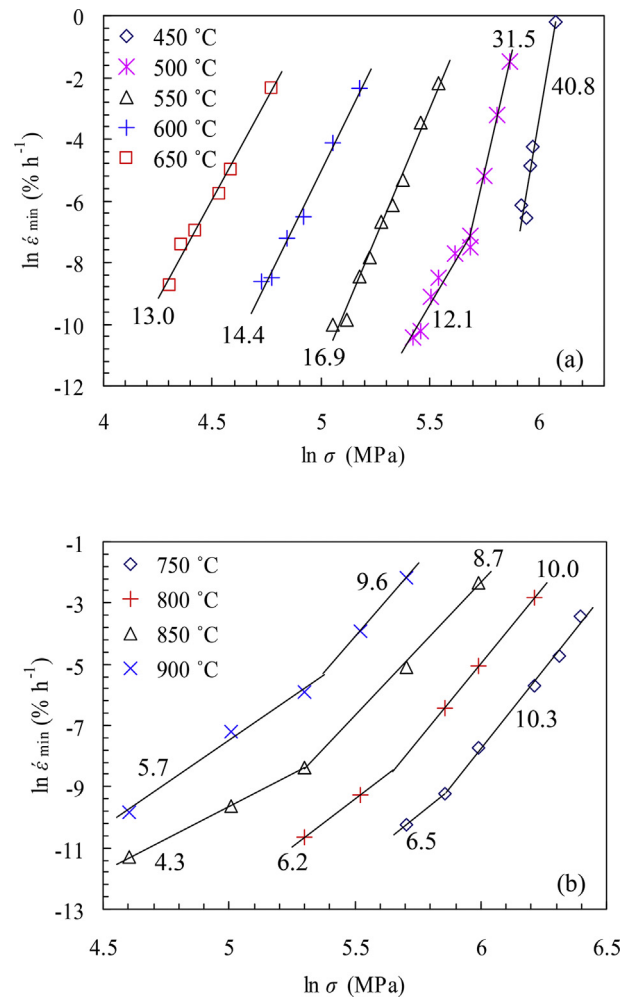 0
-2
-4
-6
-8
-10
-12
ln έ min (% h⁻¹)
450 ˚C
500 ˚C
550 ˚C
600 ˚C
650 ˚C
31.5
40.8
13.0
14.4
16.9
12.1
(a)
4
4.5
5
5.5
6
ln σ (MPa)
-1
-3
-5
-7
-9
-11
-13
ln έ min (% h⁻¹)
750 ˚C
800 ˚C
850 ˚C
900 ˚C
9.6
8.7
10.0
10.3
5.7
4.3
6.2
6.5
(b)
4.5
5
5.5
6
6.5
ln σ (MPa)